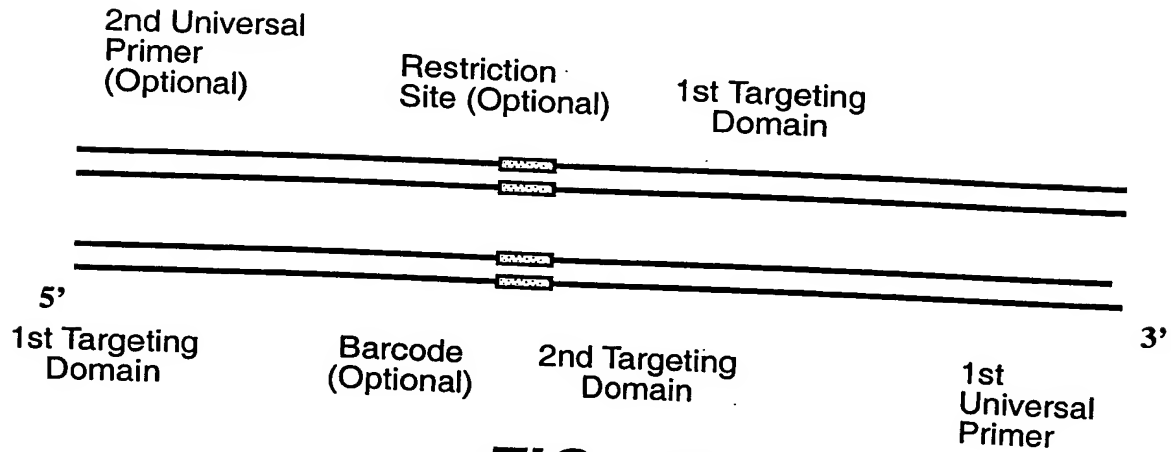 2nd Universal
Primer
(Optional)
Restriction
Site (Optional)
1st Targeting
Domain
5'
3'
1st Targeting
Domain
Barcode
(Optional)
2nd Targeting
Domain
1st
Universal
Primer